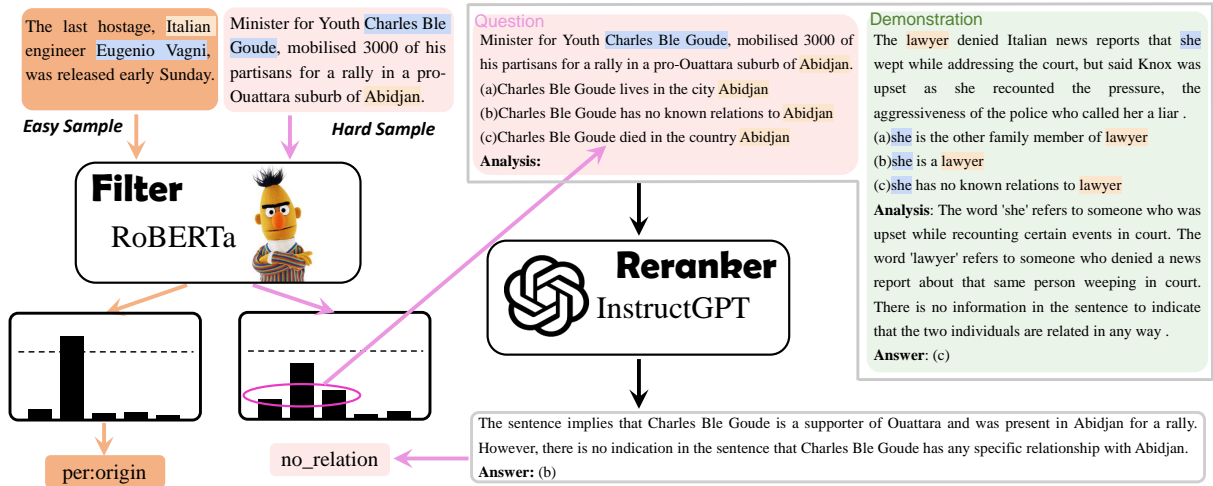 The last hostage, Italian
engineer Eugenio Vagni,
was released early Sunday.
Minister for Youth Charles Ble
Goude, mobilised 3000 of his
partisans for a rally in a pro-
Ouattara suburb of Abidjan.
Easy Sample
Hard Sample
Filter
RoBERTa
per:origin
no_relation
Question
Minister for Youth Charles Ble Goude, mobilised 3000 of
his partisans for a rally in a pro-Ouattara suburb of Abidjan.
(a)Charles Ble Goude lives in the city Abidjan
(b)Charles Ble Goude has no known relations to Abidjan
(c)Charles Ble Goude died in the country Abidjan
Analysis:
Reranker
InstructGPT
Demonstration
The lawyer denied Italian news reports that she
wept while addressing the court, but said Knox was
upset as she recounted the pressure, the
aggressiveness of the police who called her a liar .
(a)she is the other family member of lawyer
(b)she is a lawyer
(c)she has no known relations to lawyer
Analysis: The word 'she' refers to someone who was
upset while recounting certain events in court. The
word 'lawyer' refers to someone who denied a news
report about that same person weeping in court.
There is no information in the sentence to indicate
that the two individuals are related in any way .
Answer: (c)
The sentence implies that Charles Ble Goude is a supporter of Ouattara and was present in Abidjan for a rally.
However, there is no indication in the sentence that Charles Ble Goude has any specific relationship with Abidjan.
Answer: (b)